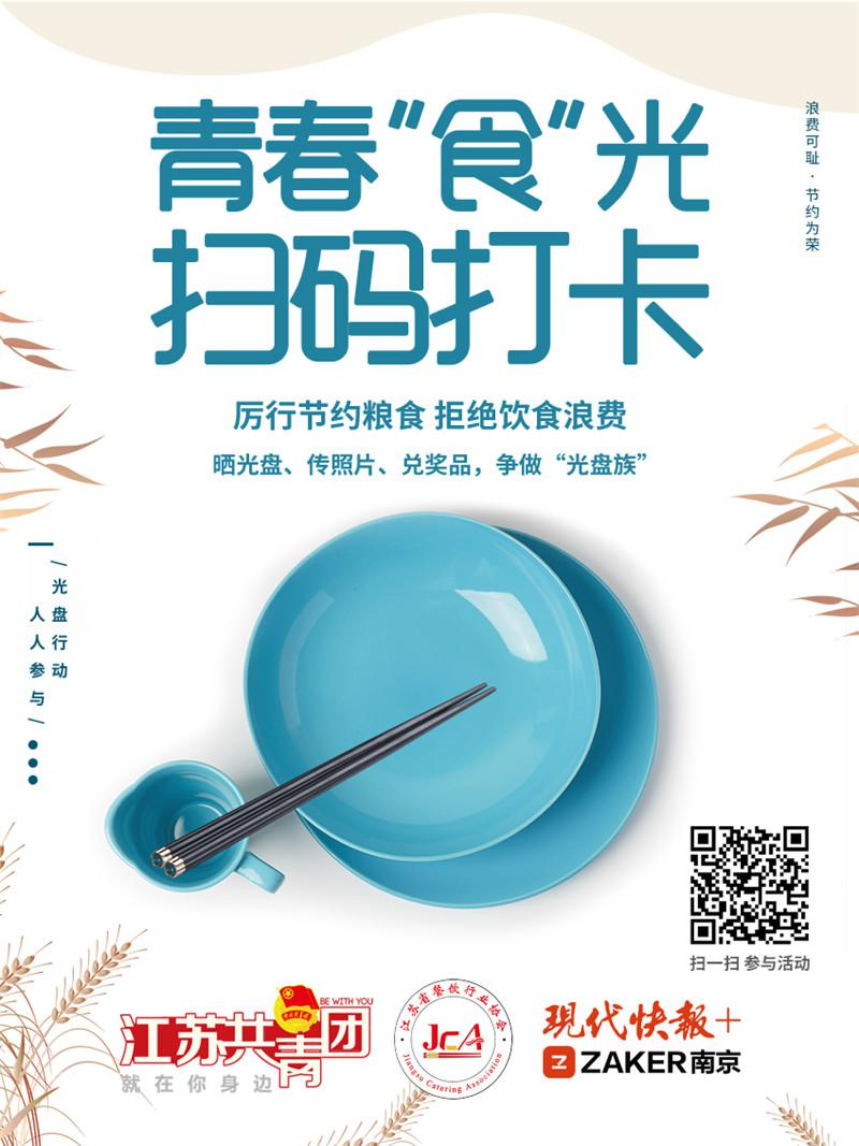 青春"食"光
扫码打卡
浪费可耻·节约为荣
厉行节约粮食 拒绝饮食浪费
晒光盘、传照片、兑奖品，争做“光盘族”
/光盘行动
人人参与/
扫一扫 参与活动
BE WITH YOU
江苏共青团
就在你身边
·江苏省餐饮行业协会·
JCA
Jiangsu Catering Association
现代快報+
ZAKER南京